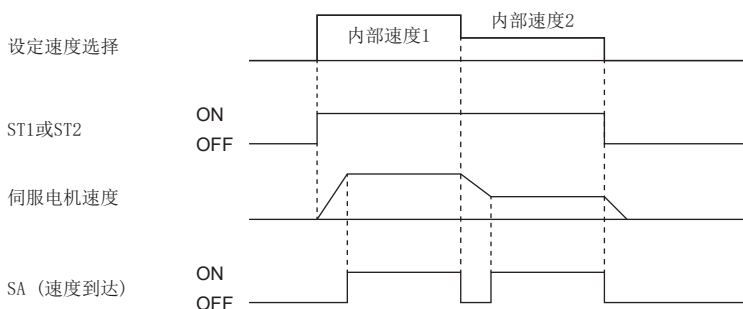 内部速度1
内部速度2
设定速度选择
ON
ST1或ST2
OFF
伺服电机速度
ON
SA (速度到达)
OFF